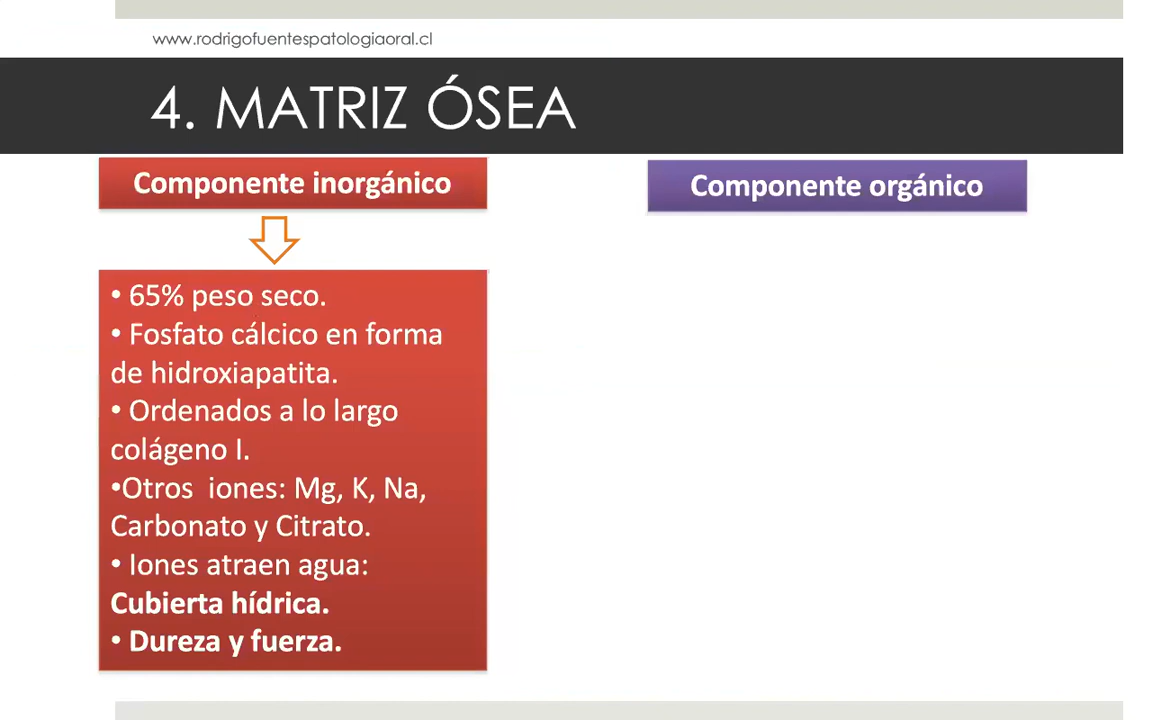 www.rodrigofuentespatologiaoral.cl
4. MATRIZ ÓSEA
Componente inorgánico
• 65% peso seco.
• Fosfato cálcico en forma
de hidroxiapatita.
• Ordenados a lo largo
colágeno I.
•Otros  iones: Mg, K, Na,
Carbonato y Citrato.
• Iones atraen agua:
Cubierta hídrica.
• Dureza y fuerza.
Componente orgánico